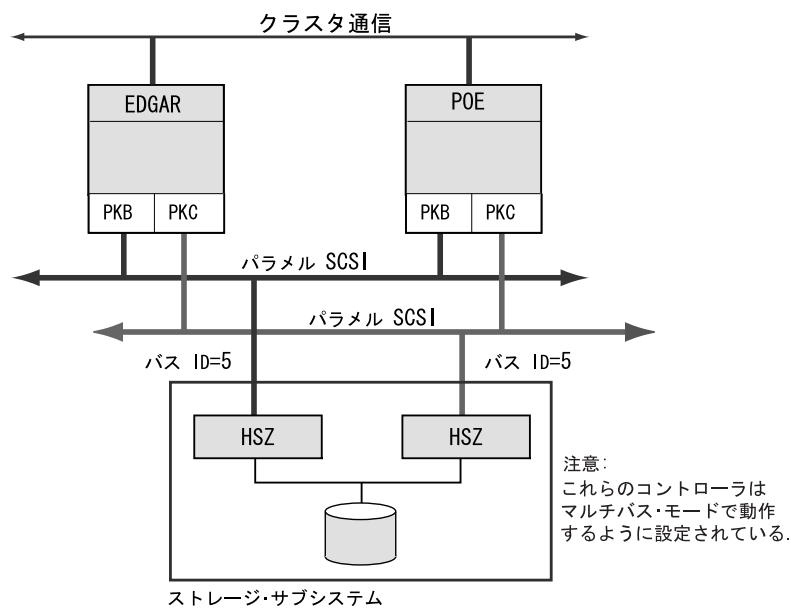 クラスタ通信
EDGAR
POE
PKB
PKC
PKB
PKC
パラメル SCSI
パラメル SCSI
バス ID=5
バス ID=5
HSZ
HSZ
注意:
これらのコントローラは
マルチバス・モードで動作
するように設定されている.
ストレージ・サブシステム